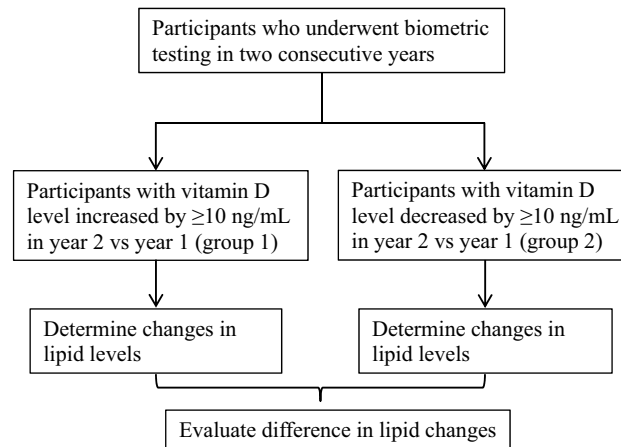 Participants who underwent biometric
testing in two consecutive years
Participants with vitamin D
level increased by ≥10 ng/mL
in year 2 vs year 1 (group 1)
Participants with vitamin D
level decreased by ≥10 ng/mL
in year 2 vs year 1 (group 2)
Determine changes in
lipid levels
Determine changes in
lipid levels
Evaluate difference in lipid changes